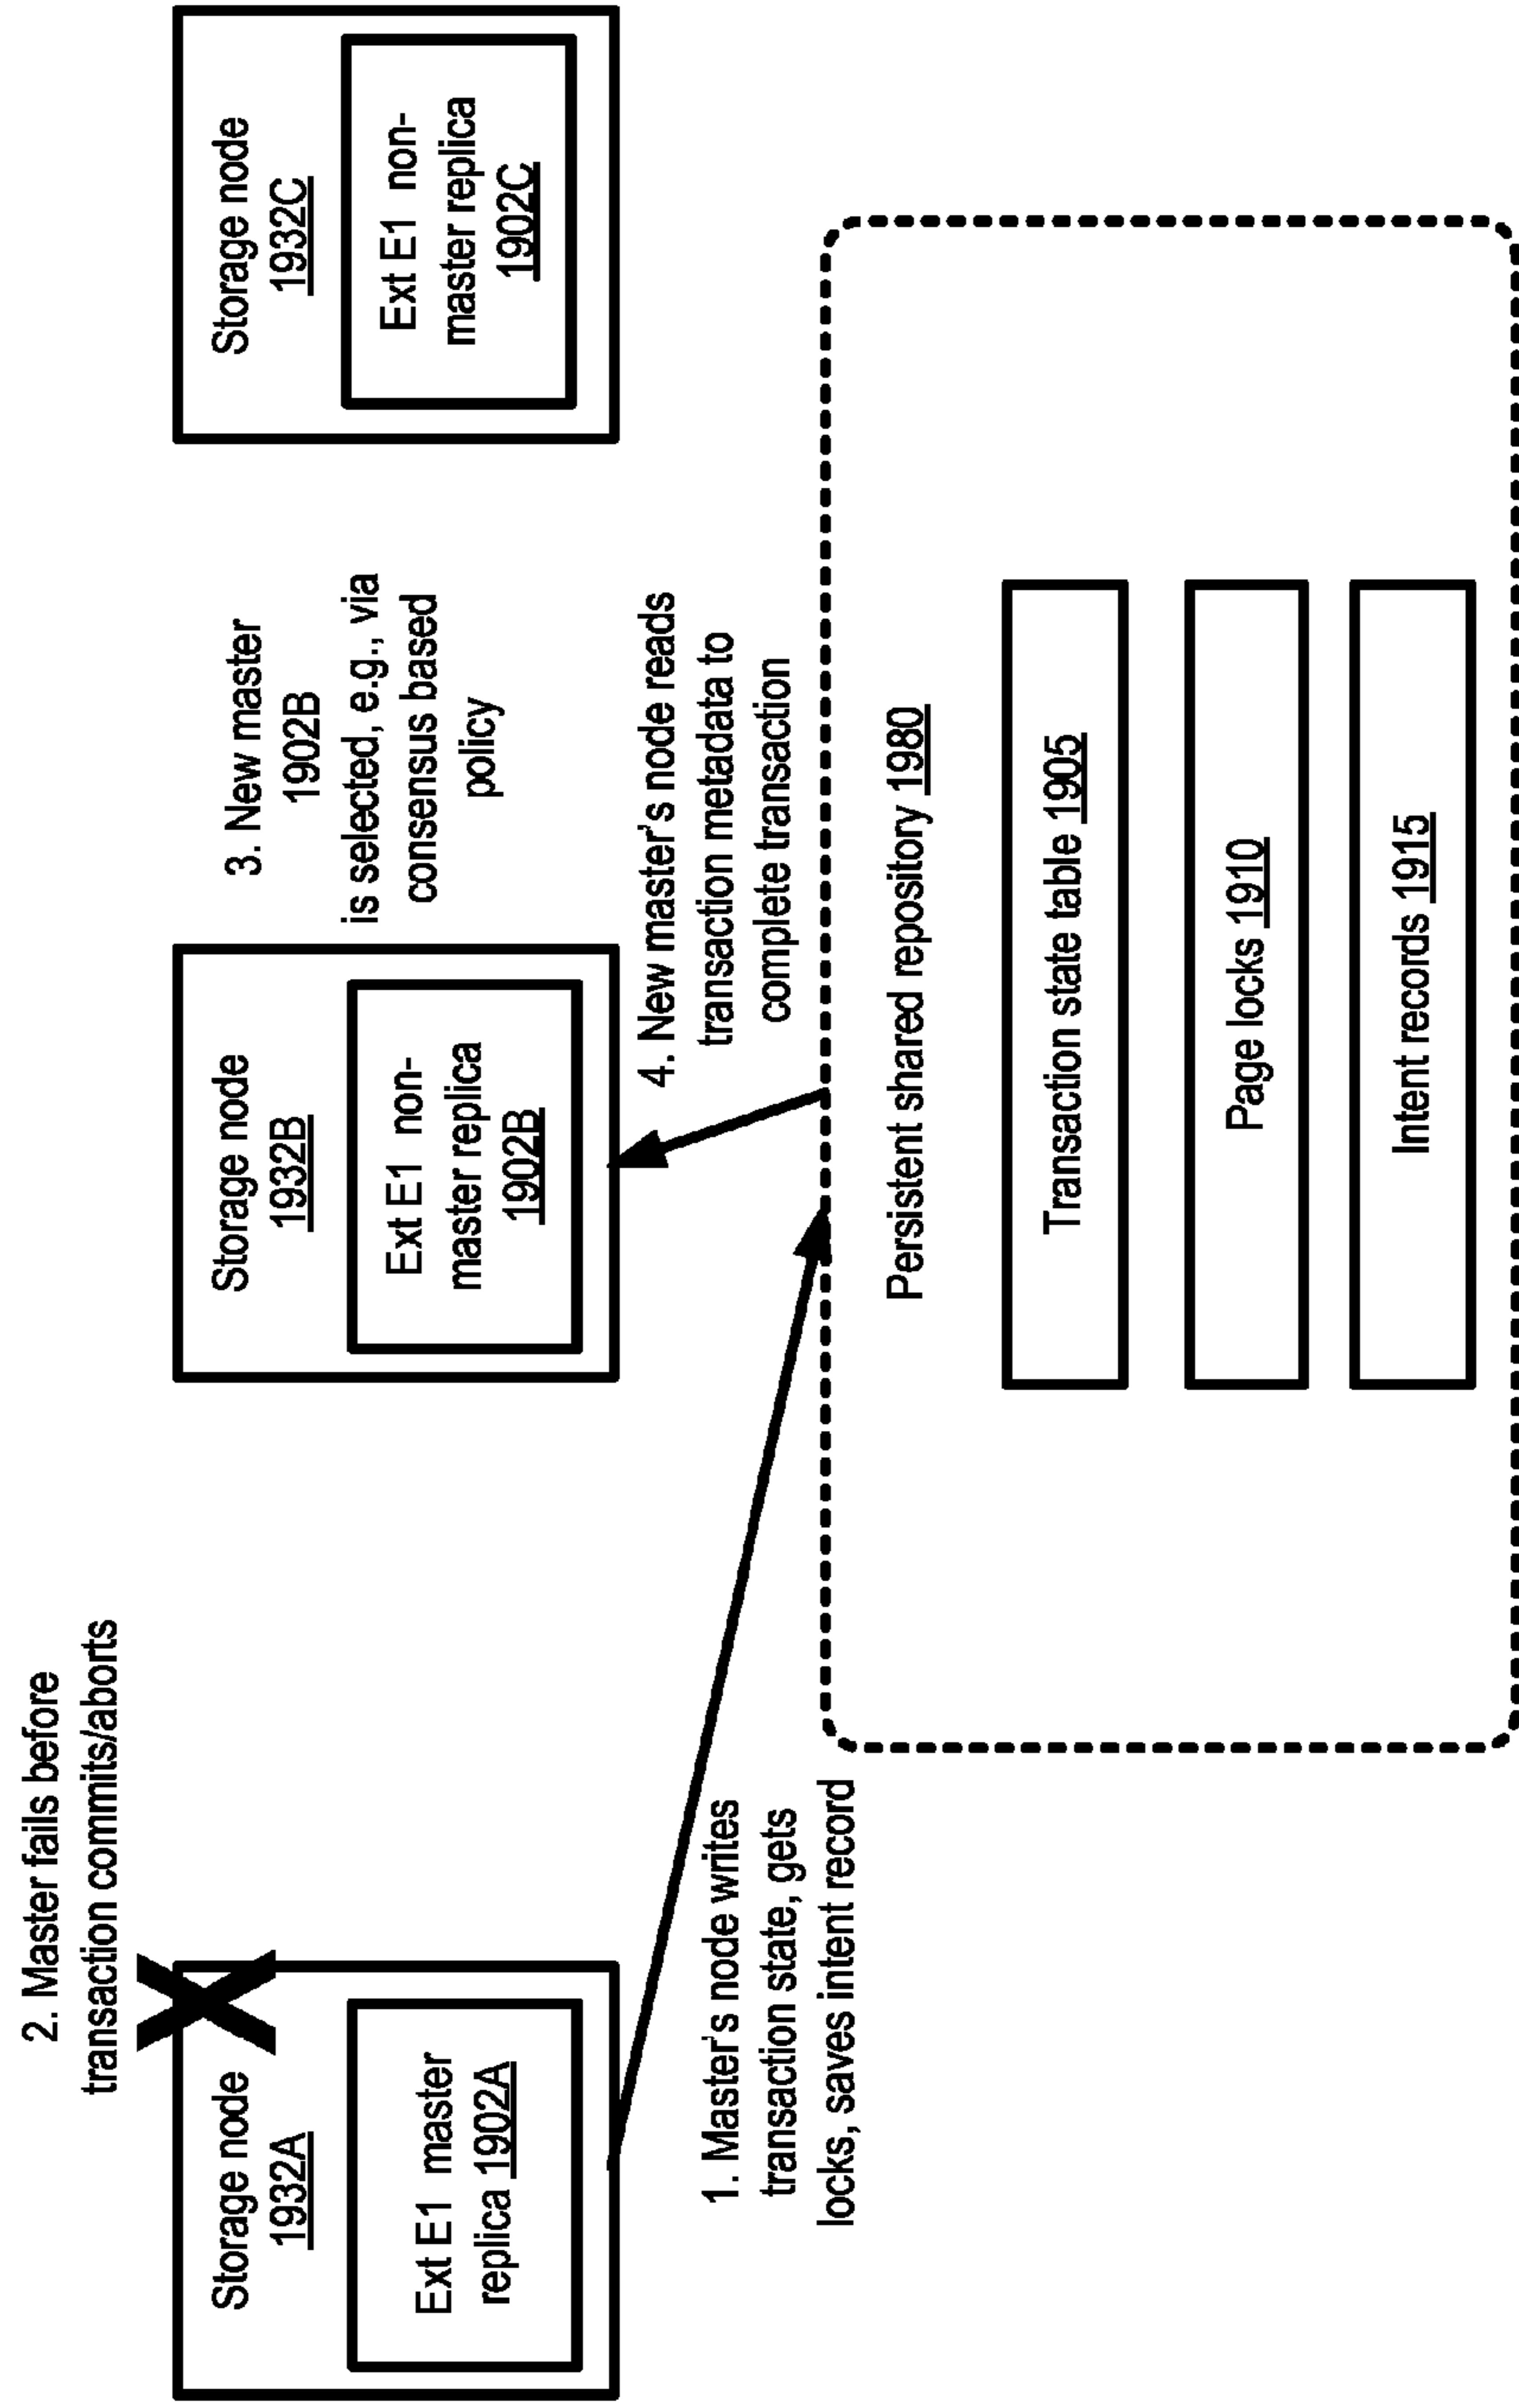 2. Master fails before
transaction commits/aborts
Storage node
1932A
Ext E1 master
replica 1902A
Storage node
1932B
Ext E1 non-
master replica
1902B
3. New master
1902B
is selected, e.g., via
consensus based
policy
Storage node
1932C
Ext E1 non-
master replica
1902C
1. Master's node writes
transaction state, gets
locks, saves intent record
4. New master's node reads
transaction metadata to
complete transaction
Persistent shared repository 1980
Transaction state table 1905
Page locks 1910
Intent records 1915